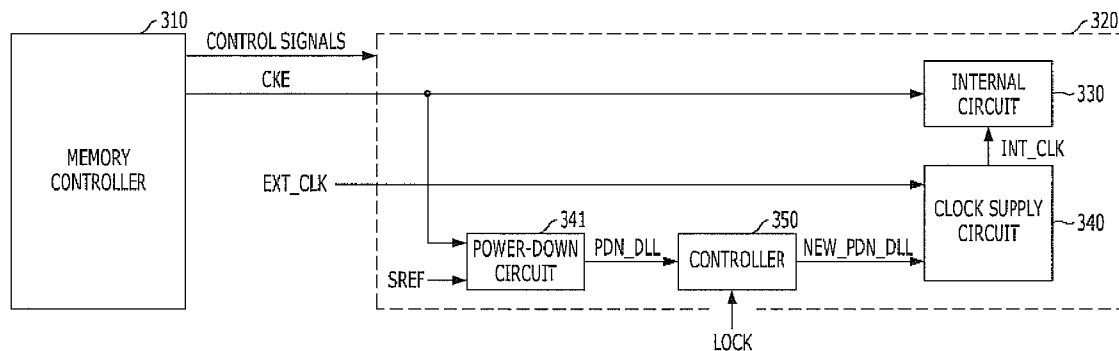 310
320
CONTROL SIGNALS
CKE
INTERNAL
CIRCUIT
330
MEMORY
CONTROLLER
INT_CLK
EXT_CLK
CLOCK SUPPLY
CIRCUIT
340
341
350
POWER-DOWN
CIRCUIT
PDN_DLL
CONTROLLER
NEW_PDN_DLL
SREF
LOCK